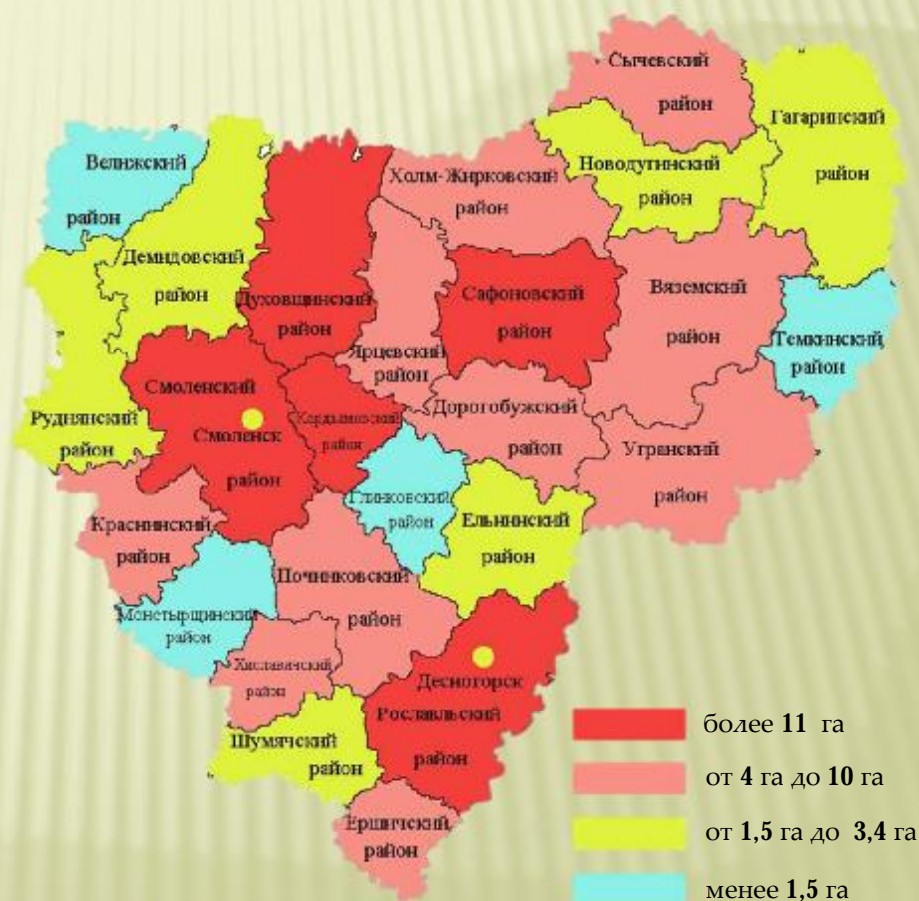 Сычевский
район
Гагаринский
район
Велижский
район
Новодугинский
район
Холм-Жирковский
район
Демидовский
район
Духовщинский
район
Сафоновский
район
Вяземский
район
Темкинский
район
Ярцевский
район
Смоленский
Смоленск
район
Кардымовский
район
Дорогобужский
район
Руднянский
район
Угранский
район
Глинковский
район
Ельнинский
район
Краснинский
район
Починковский
район
Монстырщинский
район
Хиславичский
район
Десногорск
Рославльский
район
Шумячский
район
Ершичский
район
более 11 га
от 4 га до 10 га
от 1,5 га до 3,4 га
менее 1,5 га